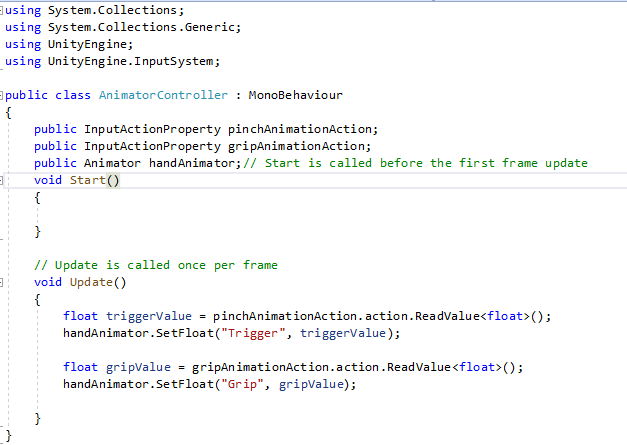 using System.Collections;
using System.Collections.Generic;
using UnityEngine;
using UnityEngine.InputSystem;

public class AnimatorController : MonoBehaviour
{
    public InputActionProperty pinchAnimationAction;
    public InputActionProperty gripAnimationAction;
    public Animator handAnimator;// Start is called before the first frame update
    void Start()
    {

    }

    // Update is called once per frame
    void Update()
    {
        float triggerValue = pinchAnimationAction.action.ReadValue<float>();
        handAnimator.SetFloat("Trigger", triggerValue);

        float gripValue = gripAnimationAction.action.ReadValue<float>();
        handAnimator.SetFloat("Grip", gripValue);

    }
}